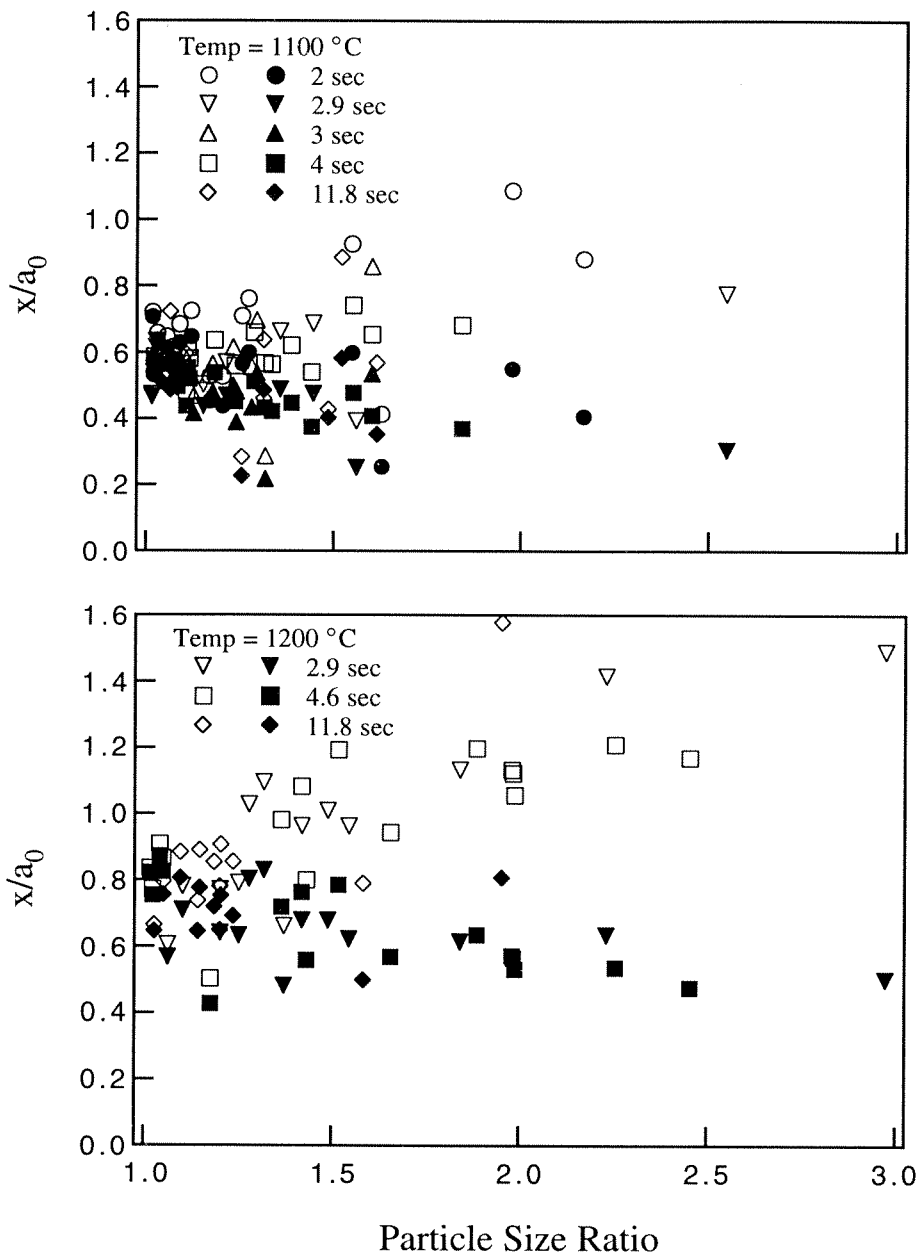 1.6
1.4
1.2
1.0
0.8
0.6
0.4
0.2
0.0
x/a0
Temp = 1100 °C
2 sec
2.9 sec
3 sec
4 sec
11.8 sec
1.6
1.4
1.2
1.0
0.8
0.6
0.4
0.2
0.0
x/a0
Temp = 1200 °C
2.9 sec
4.6 sec
11.8 sec
1.0 1.5 2.0 2.5 3.0
Particle Size Ratio